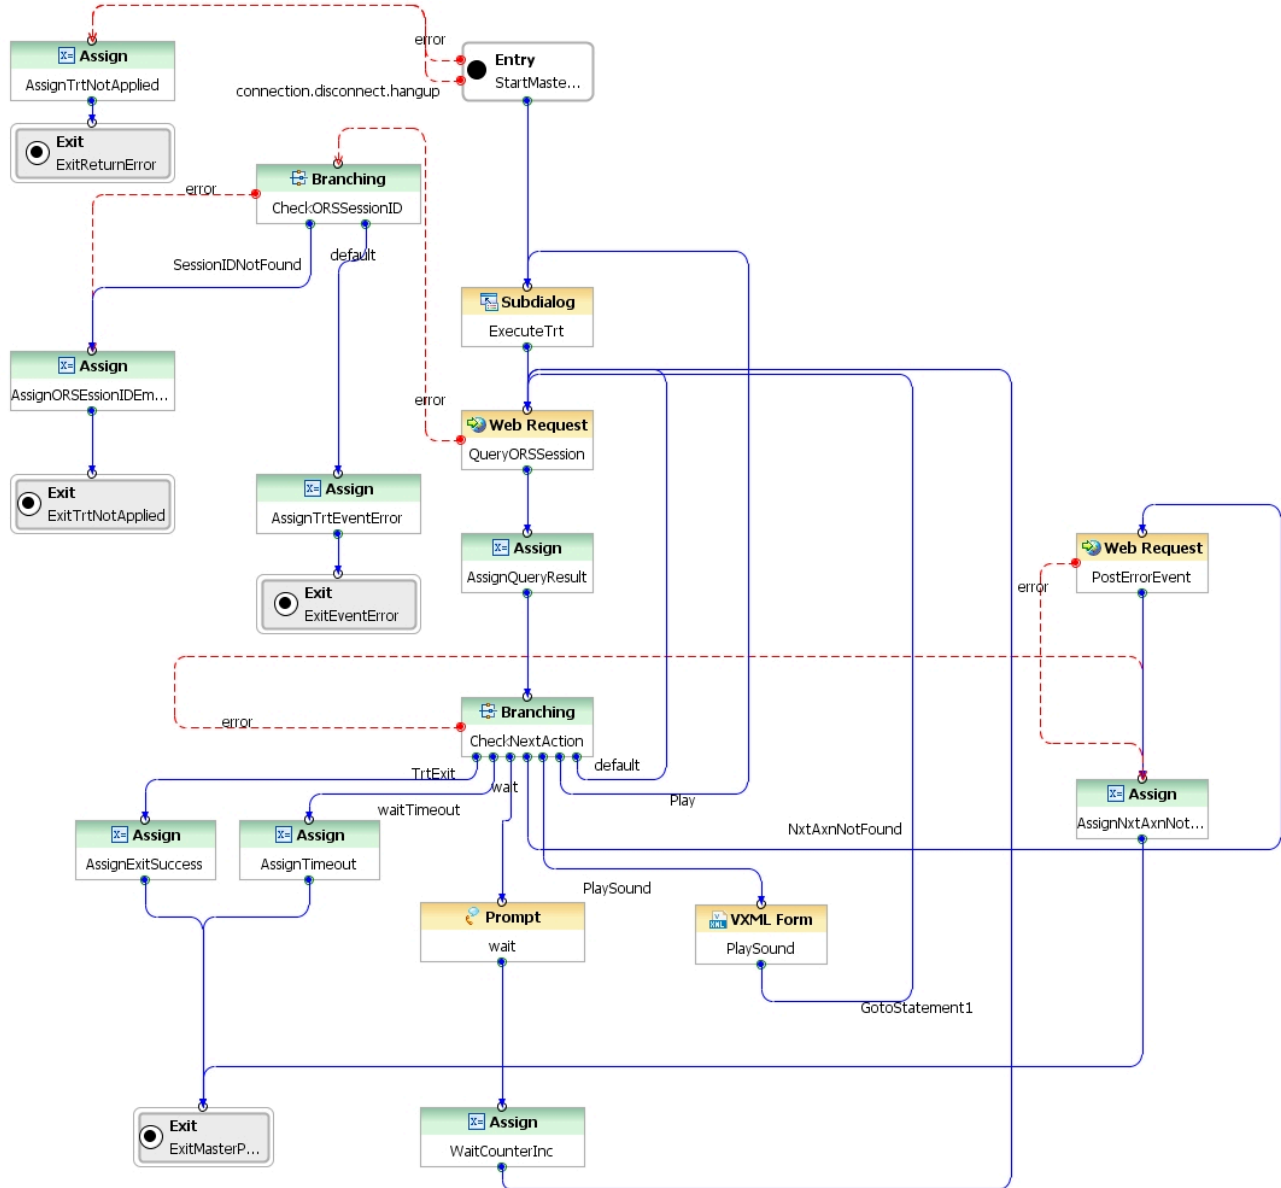 error
Entry
StartMaste...
Assign
AssignTrtNotApplied
connection.disconnect.hangup
Exit
ExitReturnError
Branching
CheckORSSessionID
error
SessionIDNotFound
default
Subdialog
ExecuteTrt
Assign
AssignORSEssionIDEm...
error
Web Request
QueryORSSession
Exit
ExitTrtNotApplied
Assign
AssignTrtEventError
Assign
AssignQueryResult
Web Request
PostErrorEvent
error
Exit
ExitEventError
Branching
CheckNextAction
error
default
TrtExit
wait
waitTimeout
Play
NxtAxnNotFound
Assign
AssignNxtAxnNot...
Assign
AssignExitSuccess
Assign
AssignTimeout
PlaySound
Prompt
wait
VXML Form
PlaySound
GotoStatement1
Exit
ExitMasterP...
Assign
WaitCounterInc